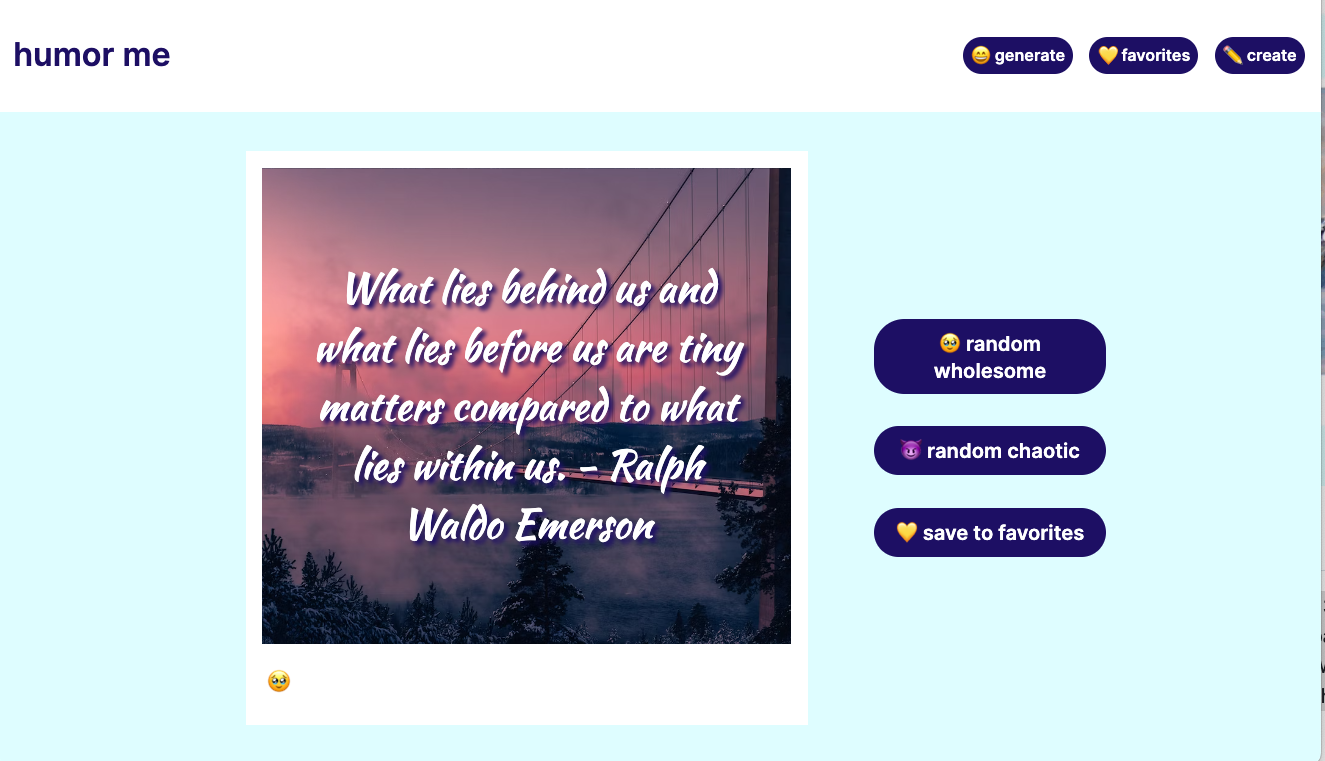 humor me
😄 generate
💛 favorites
✏️ create
What lies behind us and
what lies before us are tiny
matters compared to what
lies within us. - Ralph
Waldo Emerson
🥹 random
wholesome
😈 random chaotic
💛 save to favorites
🥹